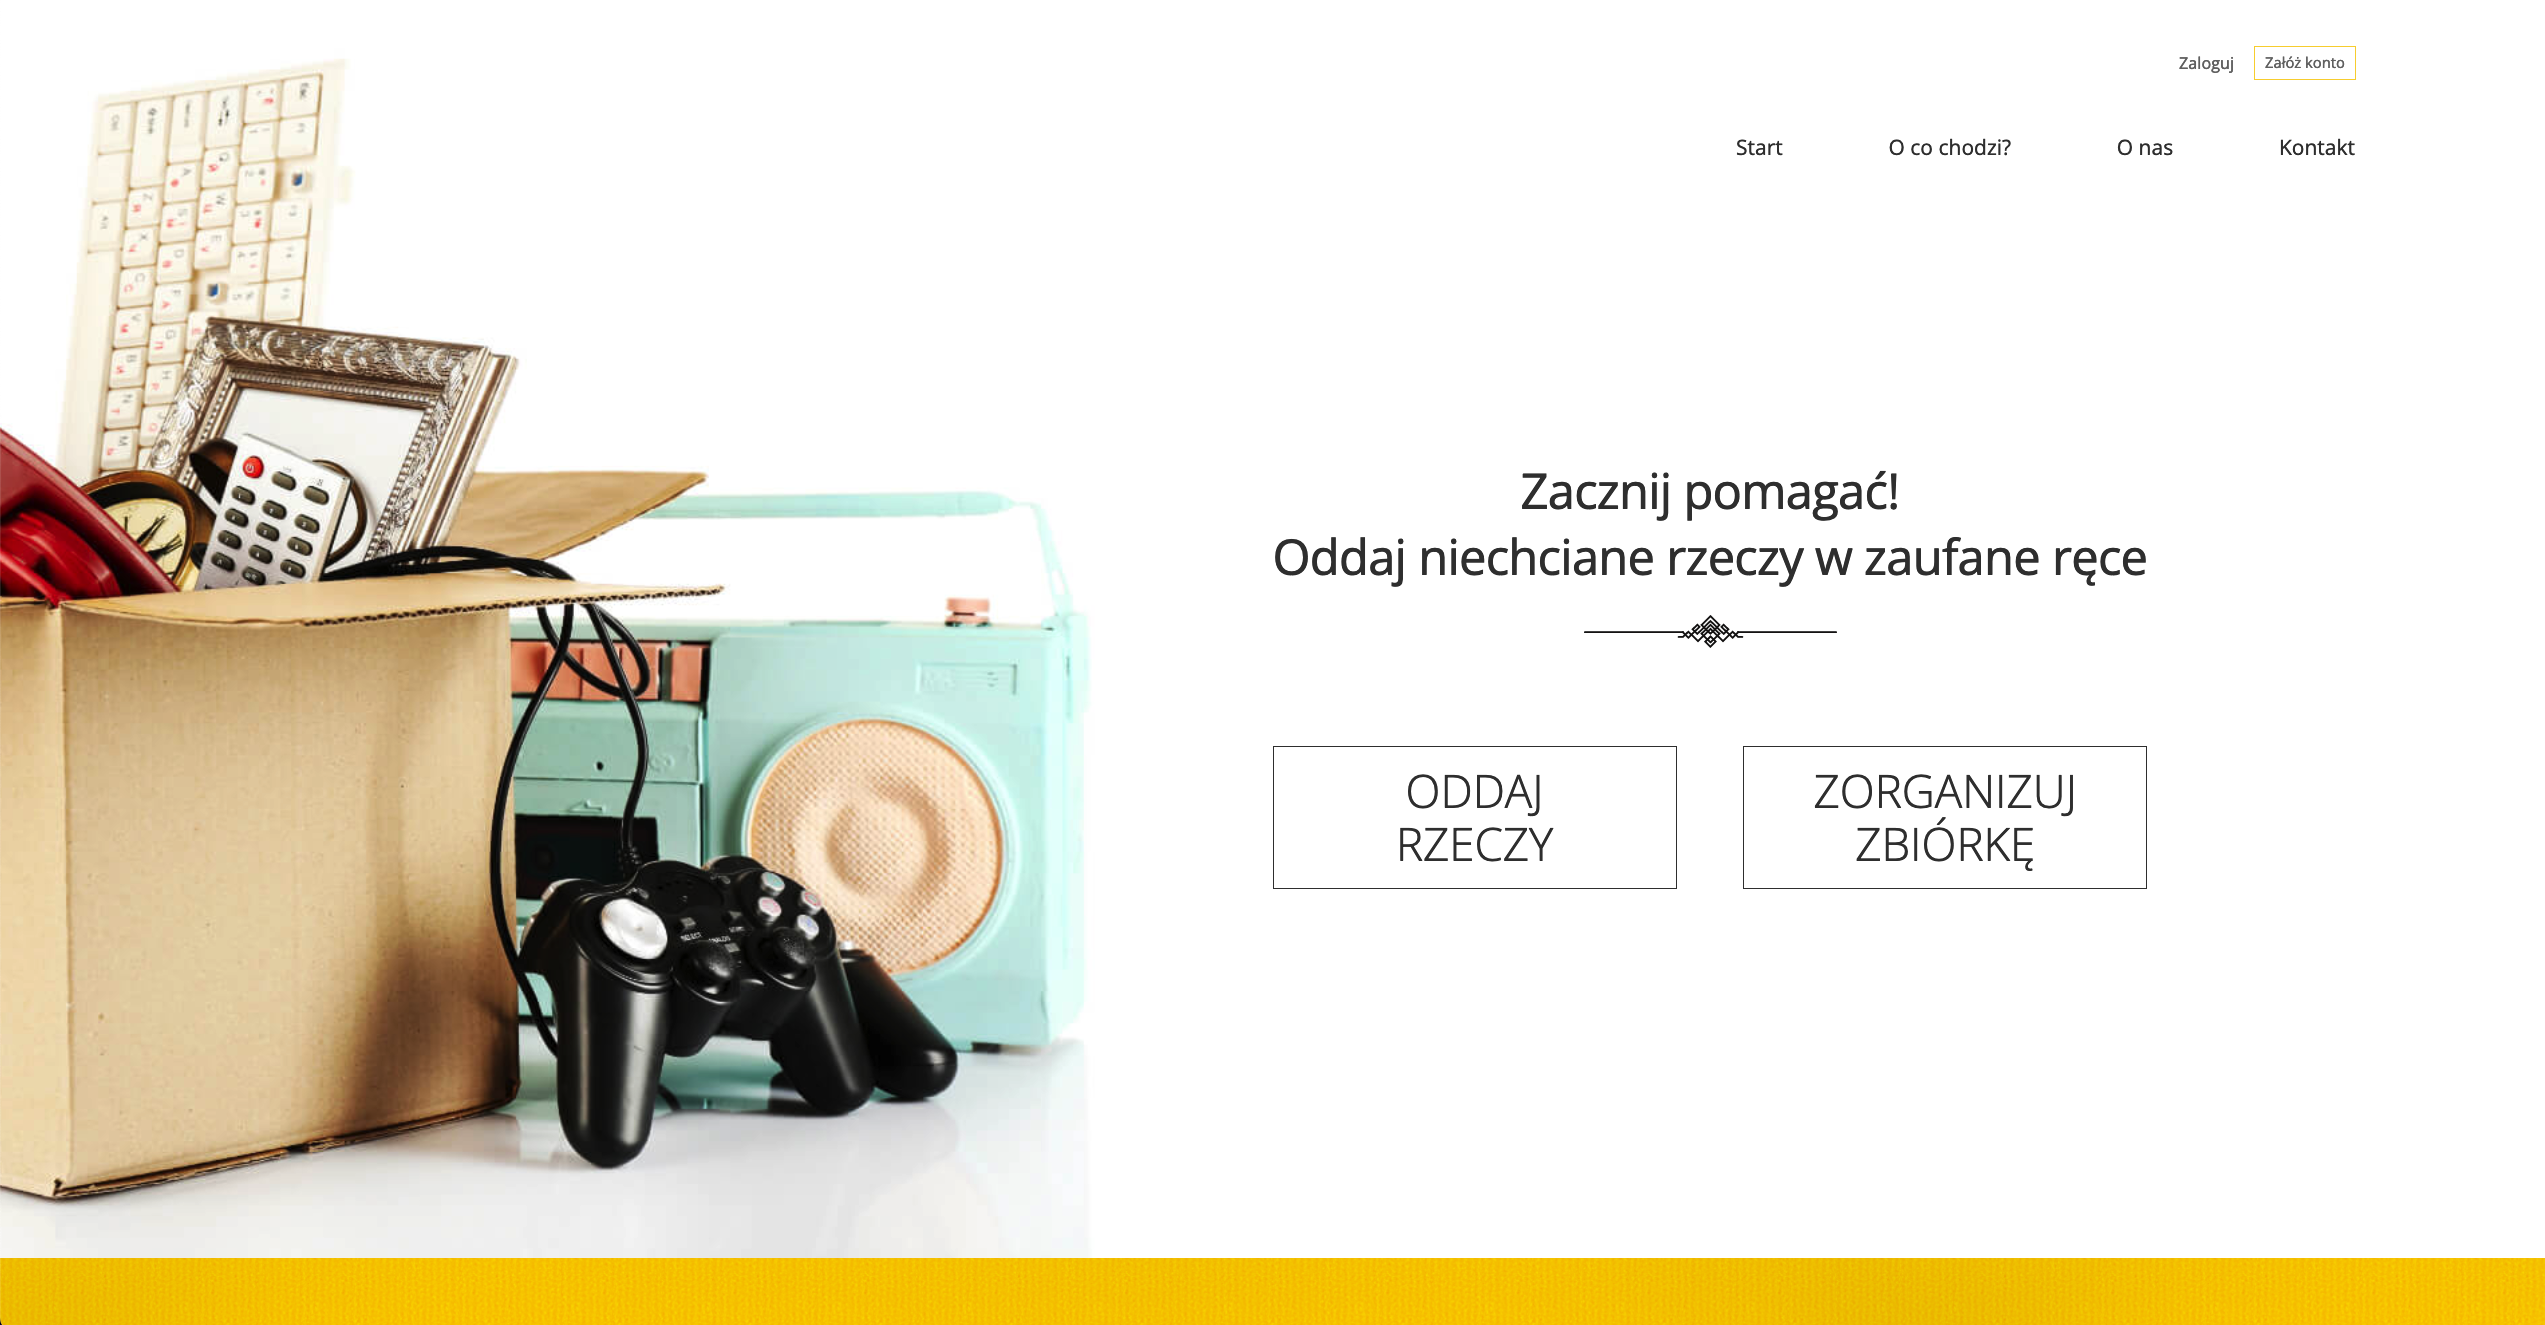 Zaloguj Załóż konto
Start O co chodzi? O nas Kontakt
Zacznij pomagać!
Oddaj niechciane rzeczy w zaufane ręce
ODDAJ
RZECZY
ZORGANIZUJ
ZBIÓRKĘ